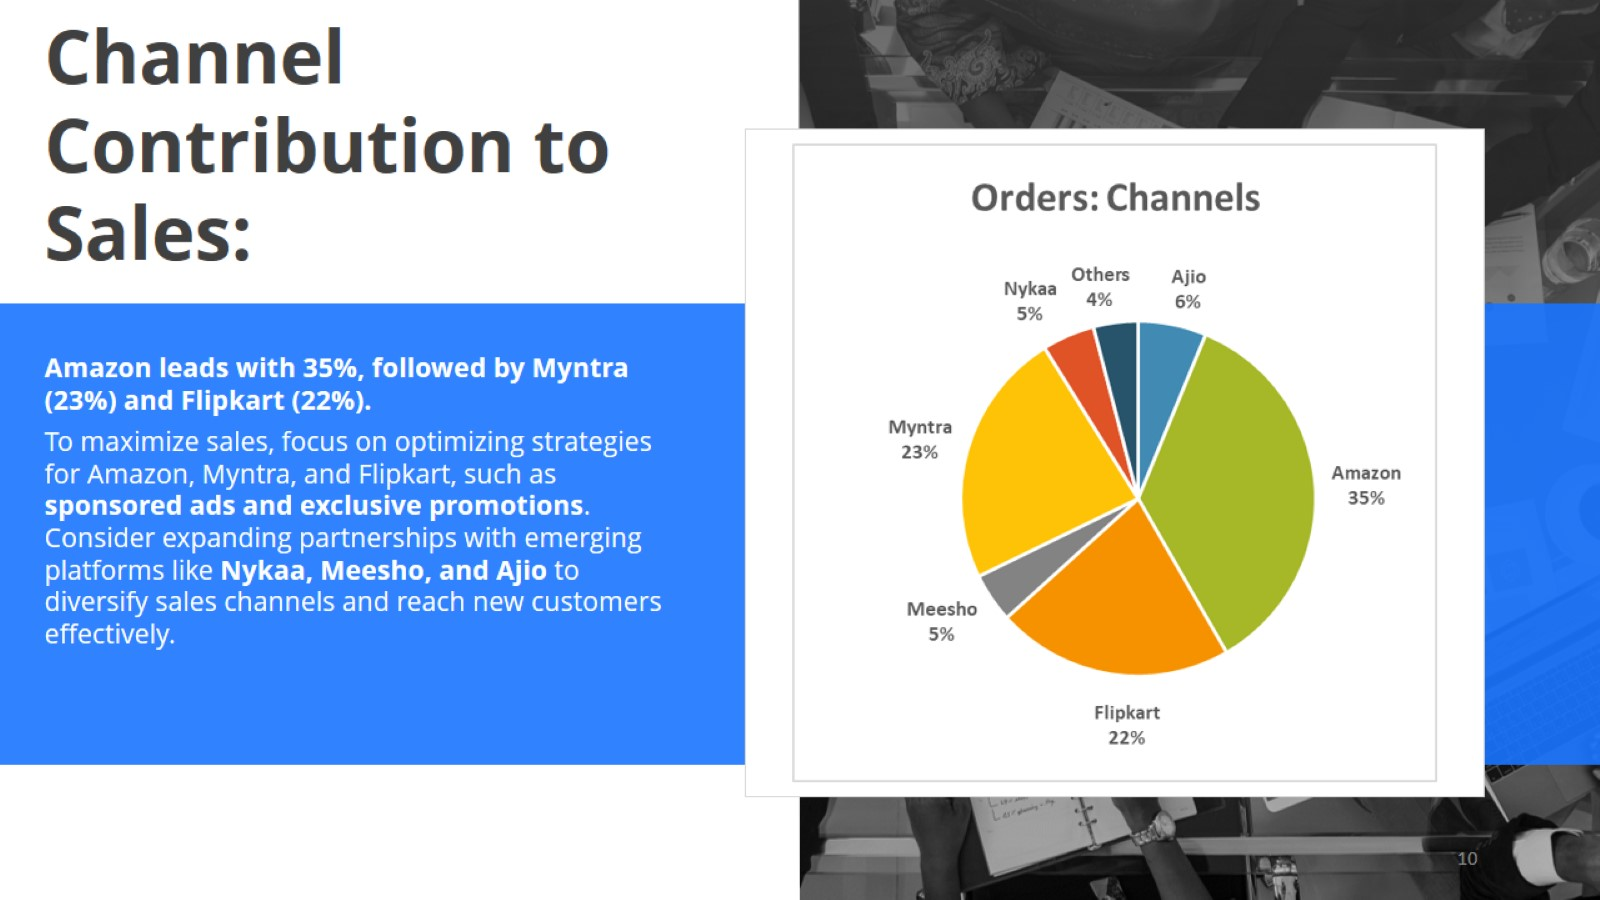 Channel
Contribution to
Sales:
Amazon leads with 35%, followed by Myntra
(23%) and Flipkart (22%).
To maximize sales, focus on optimizing strategies
for Amazon, Myntra, and Flipkart, such as
sponsored ads and exclusive promotions.
Consider expanding partnerships with emerging
platforms like Nykaa, Meesho, and Ajio to
diversify sales channels and reach new customers
effectively.
Orders: Channels
Nykaa
5%
Others
4%
Ajio
6%
Myntra
23%
Amazon
35%
Meesho
5%
Flipkart
22%
10